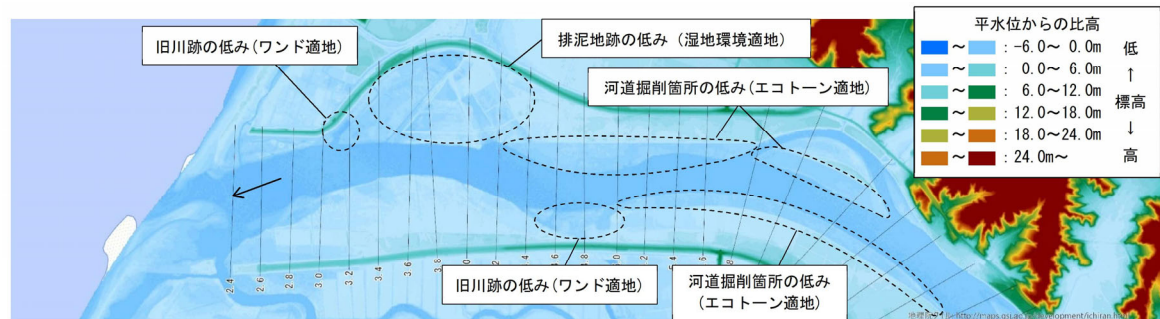 旧川跡の低み(ワンド適地)
排泥地跡の低み(湿地環境適地)
河道掘削箇所の低み(エコトーン適地)
平水位からの比高
~ : -6.0~ 0.0m 低
~ : 0.0~ 6.0m ↑
~ : 6.0~12.0m 標
~ : 12.0~18.0m 高
~ : 18.0~24.0m ↓
~ : 24.0m~ 高
2.4
2.6
2.8
3.0
3.2
3.4
3.6
3.8
旧川跡の低み(ワンド適地)
河道掘削箇所の低み
(エコトーン適地)